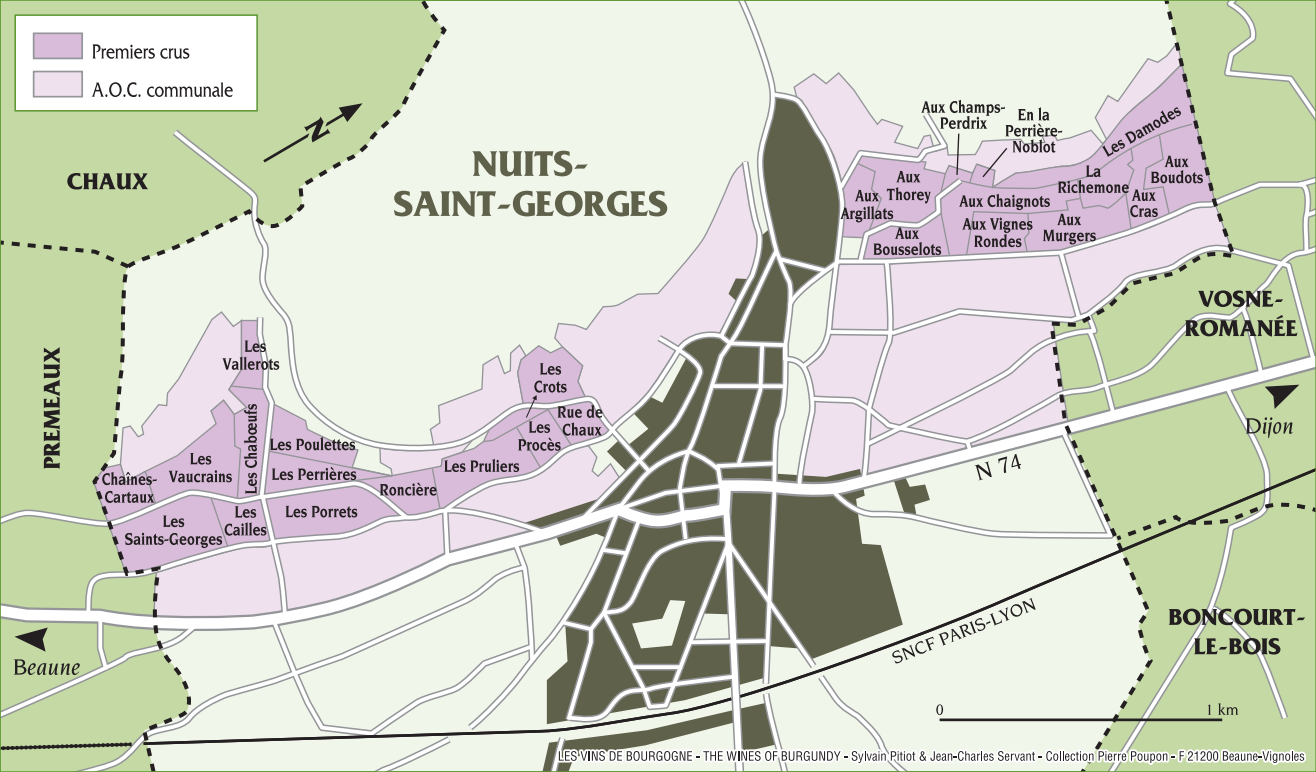 Premiers crus
A.O.C. communale
N
CHAUX
NUITS-
SAINT-GEORGES
PREMEAUX
Aux Champs-
Perdrix
En la
Perrière-
Noblot
Les Damodes
Aux
Boudots
La
Richemone
Aux
Cras
Aux
Thorey
Aux
Argillats
Aux Chaignots
Aux Vignes
Rondes
Aux
Murgers
Aux
Bousselots
VOSNE-
ROMANÉE
Les
Vallerots
Les
Crots
Rue de
Chaux
Les
Procès
Les Chabœufs
Les Poulettes
Les
Vaucrains
Les Perrières
Les Pruliers
Chaînes-
Cartaux
Roncière
Les
Saints-Georges
Les
Cailles
Les Porrets
Dijon
N 74
SNCF PARIS-LYON
BONCOURT-
LE-BOIS
Beaune
0 1 km
LES VINS DE BOURGOGNE - THE WINES OF BURGUNDY - Sylvain Pitiot & Jean-Charles Servant - Collection Pierre Poupon - F 21200 Beaune-Vignoles